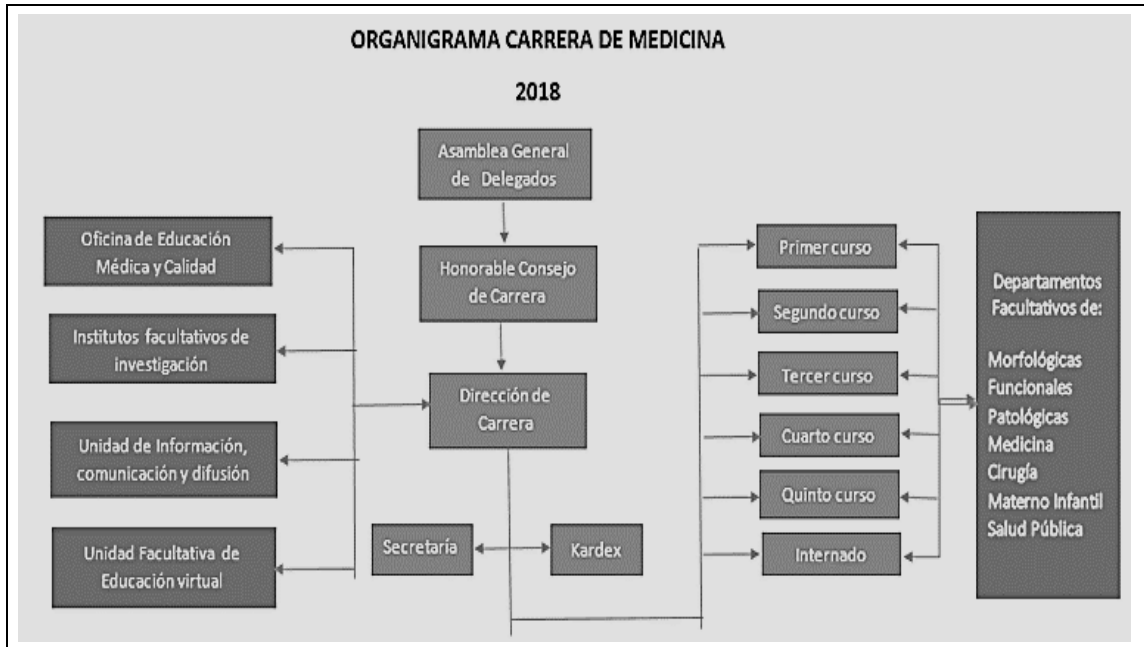 ORGANIGRAMA CARRERA DE MEDICINA
2018
Asamblea General
de Delegados
Honorable Consejo
de Carrera
Dirección de
Carrera
Secretaría
Kardex
Oficina de Educación
Médica y Calidad
Institutos facultativos de
investigación
Unidad de Información,
comunicación y difusión
Unidad Facultativa de
Educación virtual
Primer curso
Segundo curso
Tercer curso
Cuarto curso
Quinto curso
Internado
Departamentos
Facultativos de:
Morfológicas
Funcionales
Patológicas
Medicina
Cirugía
Materno Infantil
Salud Pública